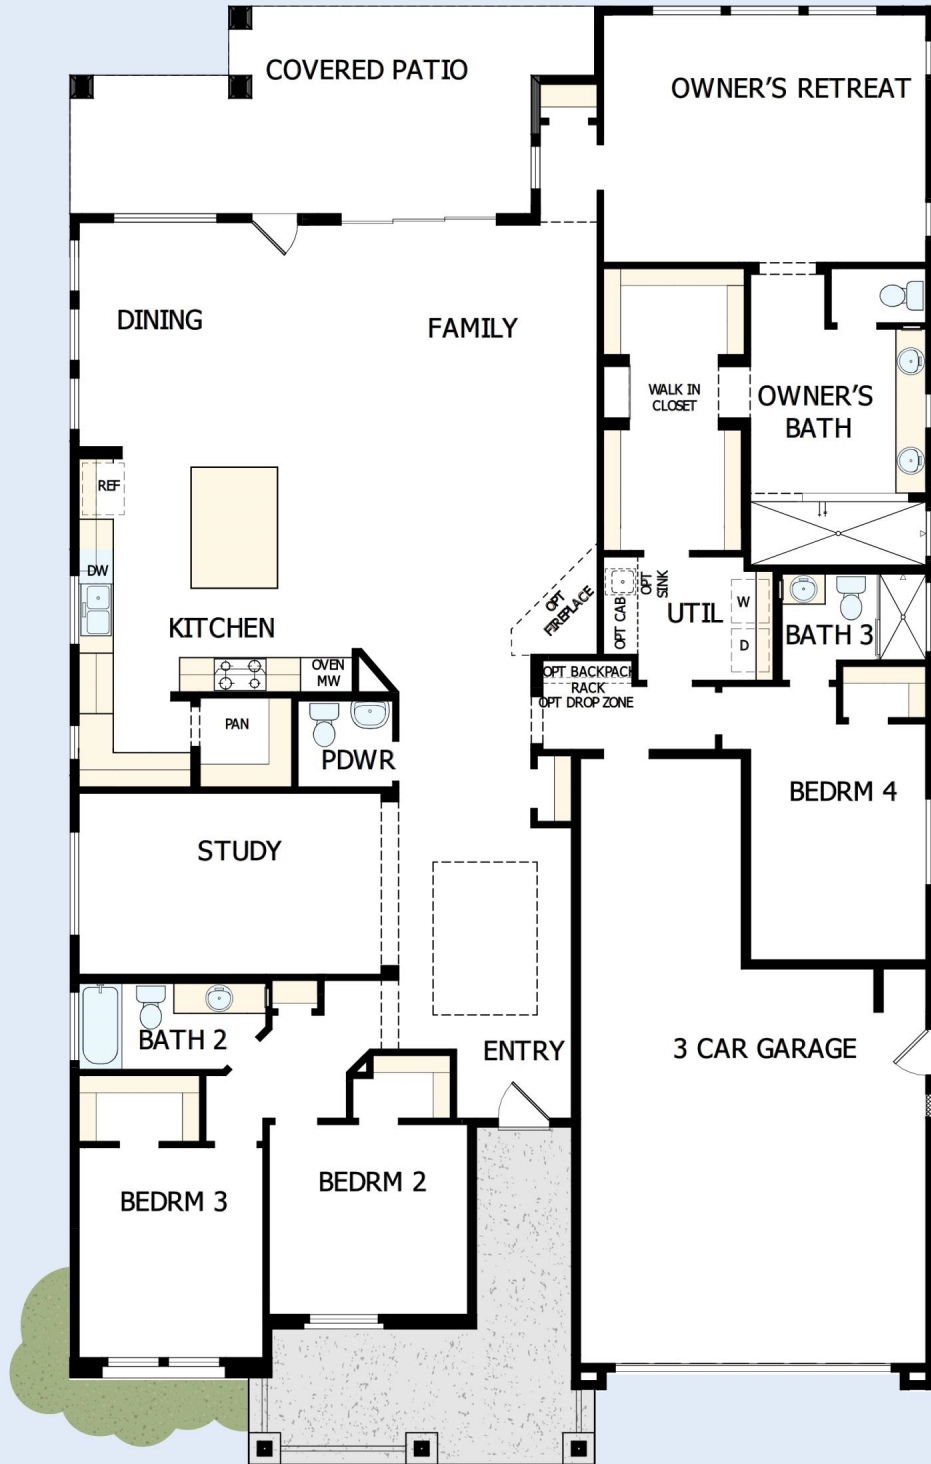 COVERED PATIO
OWNER'S RETREAT
DINING
FAMILY
WALK IN
CLOSET
OWNER'S
BATH
REF
DW
KITCHEN
OVEN
MW
OPT
FIREPLACE
OPT CAB
OPT
SINK
UTIL
W
D
BATH 3
OPT BACKPACK
RACK
OPT DROP ZONE
PAN
PDWR
BEDRM 4
STUDY
BATH 2
ENTRY
3 CAR GARAGE
BEDRM 3
BEDRM 2